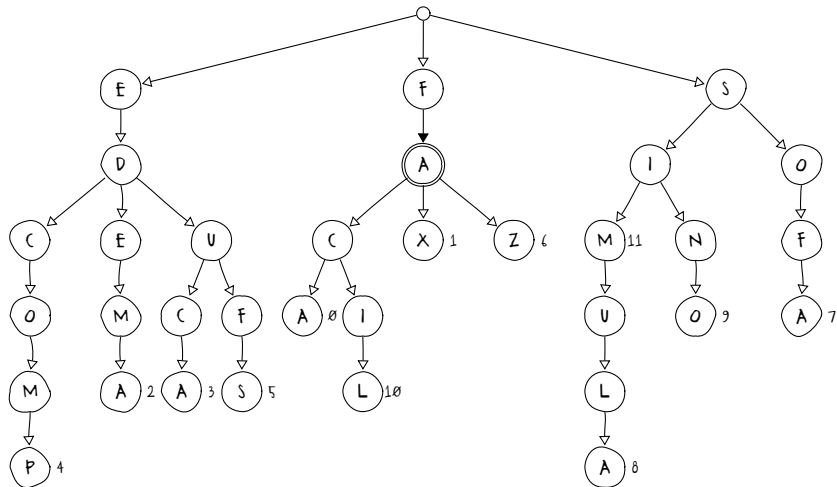 E F S
D A I O
C E U C X 1 Z 6 M 11 N F
O M C F A 0 I U O 9 A 7
M A 2 A 3 S 5 L 10 L
P 4 A 8